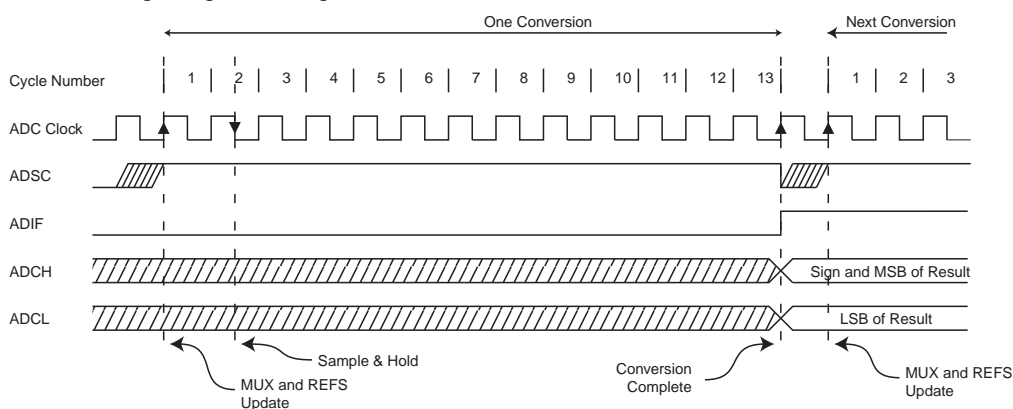 One Conversion Next Conversion
Cycle Number 1 2 3 4 5 6 7 8 9 10 11 12 13 1 2 3
ADC Clock
ADSC
ADIF
ADCH Sign and MSB of Result
ADCL LSB of Result
Sample & Hold
MUX and REFS
Update
Conversion
Complete
MUX and REFS
Update